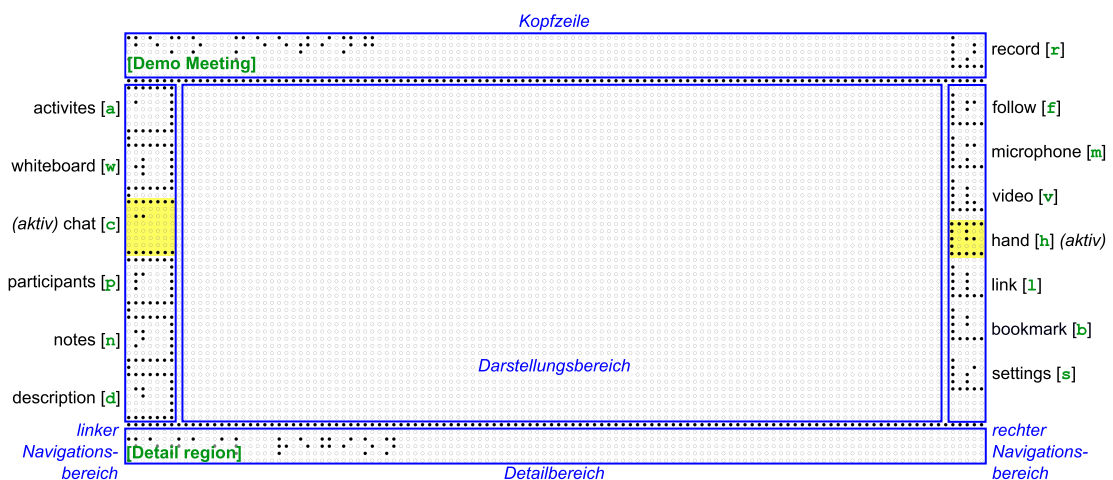 Kopfzeile
[Demo Meeting]
record [r]
activites [a]
follow [f]
whiteboard [w]
microphone [m]
video [v]
(aktiv) chat [c]
hand [h] (aktiv)
participants [p]
link [l]
notes [n]
bookmark [b]
Darstellungsbereich
settings [s]
description [d]
linker
Navigations-
bereich
[Detail region]
Detailbereich
rechter
Navigations-
bereich